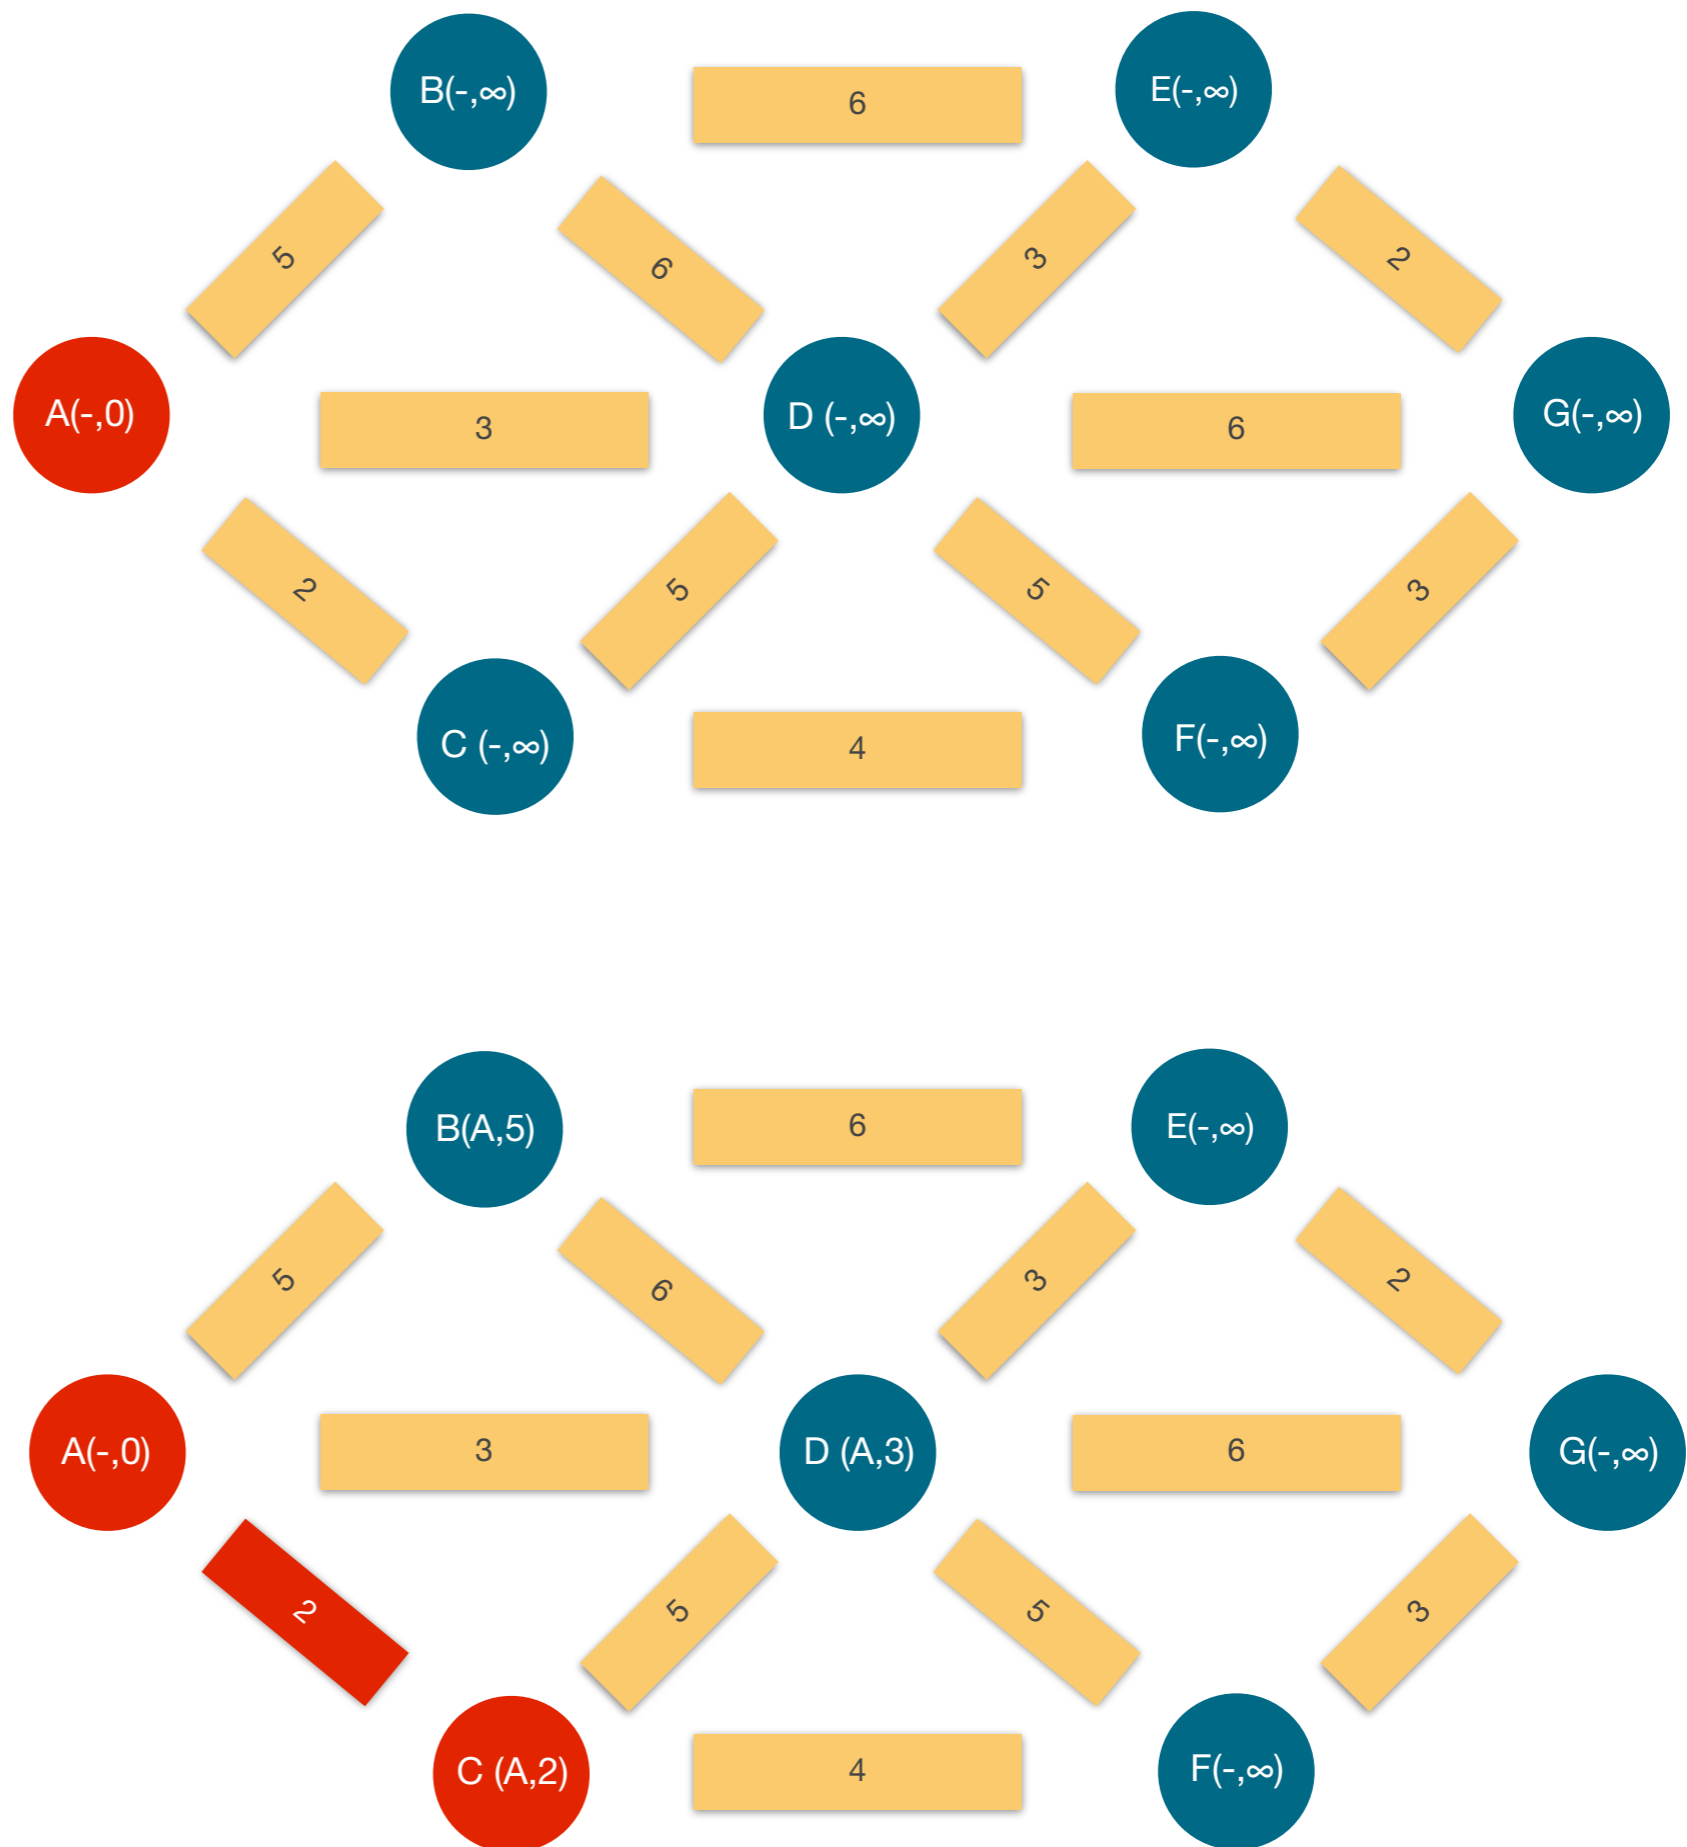 B(-,∞)
6
E(-,∞)
5
6
3
2
A(-,0)
3
D (-,∞)
6
G(-,∞)
2
5
5
3
C (-,∞)
4
F(-,∞)
B(A,5)
6
E(-,∞)
5
6
3
2
A(-,0)
3
D (A,3)
6
G(-,∞)
2
5
5
3
C (A,2)
4
F(-,∞)